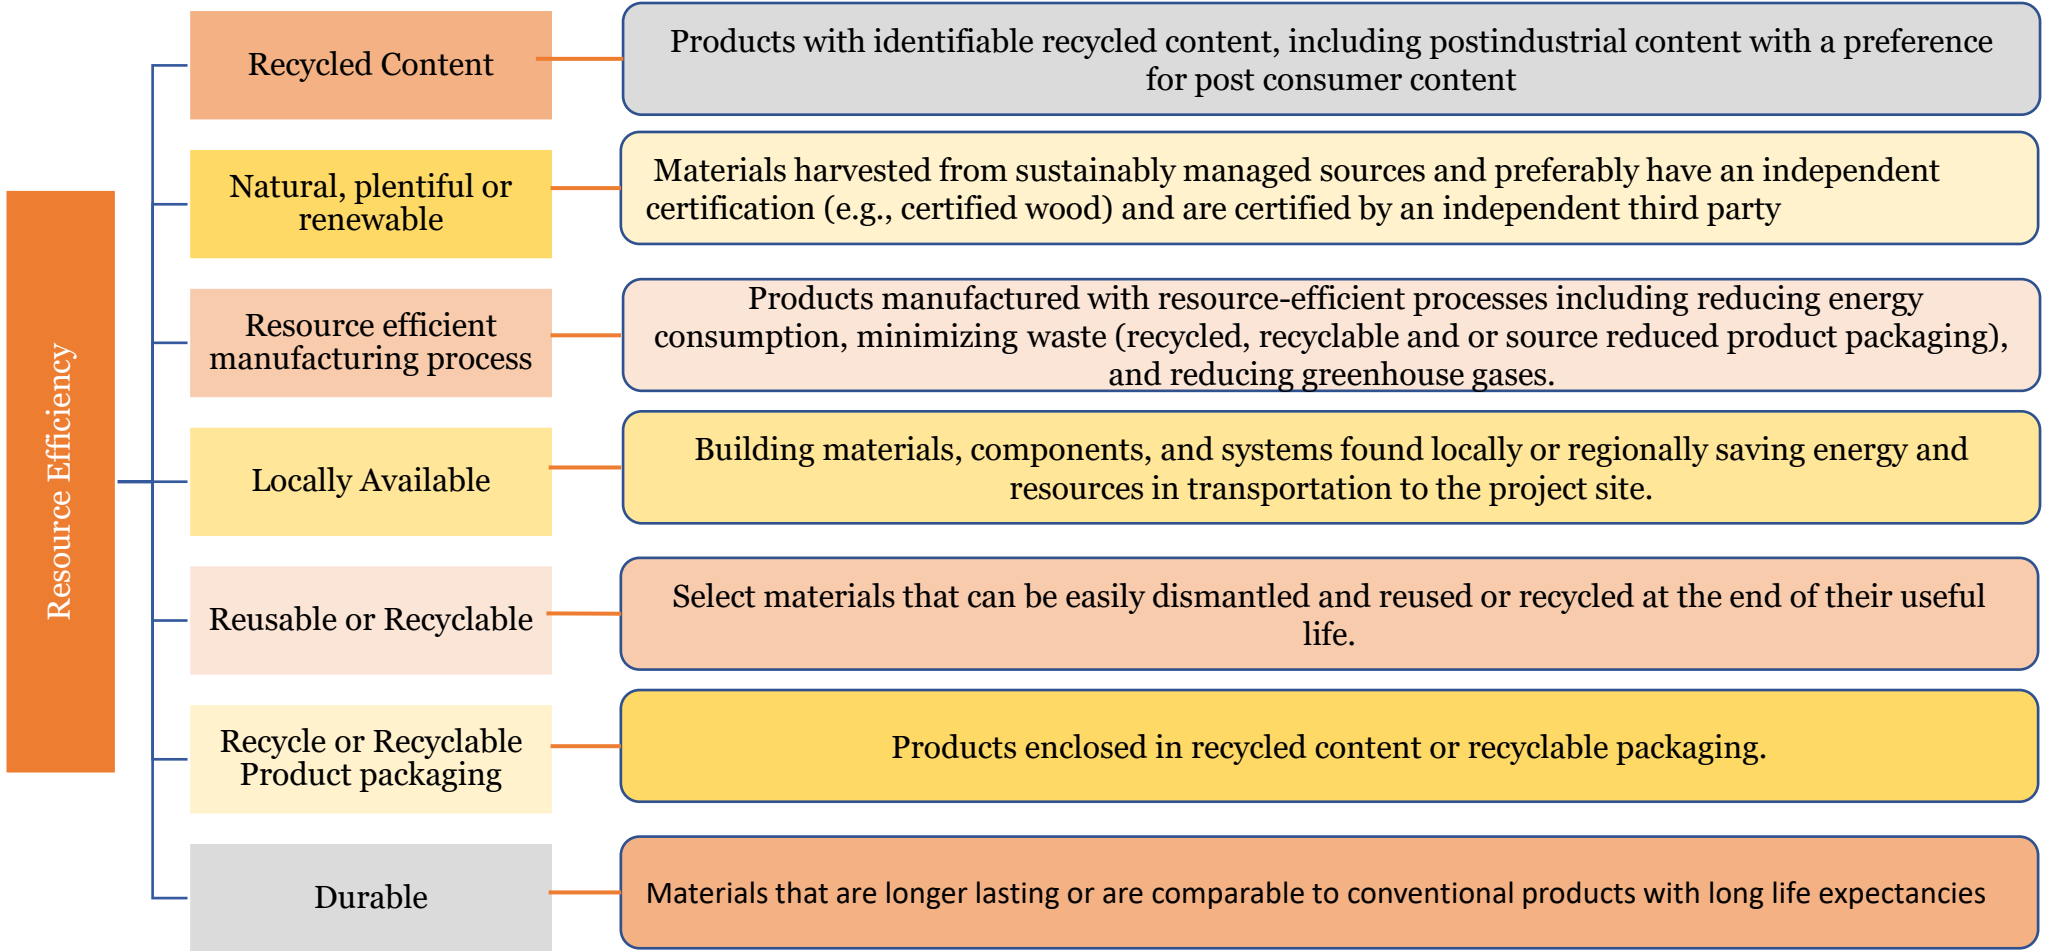 Resource Efficiency
Recycled Content
Products with identifiable recycled content, including postindustrial content with a preference
for post consumer content
Natural, plentiful or
renewable
Materials harvested from sustainably managed sources and preferably have an independent
certification (e.g., certified wood) and are certified by an independent third party
Resource efficient
manufacturing process
Products manufactured with resource-efficient processes including reducing energy
consumption, minimizing waste (recycled, recyclable and or source reduced product packaging),
and reducing greenhouse gases.
Locally Available
Building materials, components, and systems found locally or regionally saving energy and
resources in transportation to the project site.
Reusable or Recyclable
Select materials that can be easily dismantled and reused or recycled at the end of their useful
life.
Recycle or Recyclable
Product packaging
Products enclosed in recycled content or recyclable packaging.
Durable
Materials that are longer lasting or are comparable to conventional products with long life expectancies